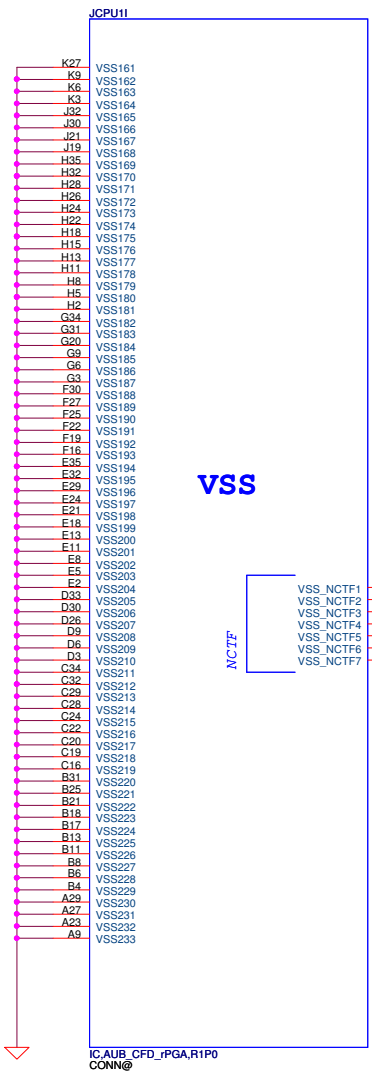 JCPU1I
K27 VSS161
K9 VSS162
K6 VSS163
K3 VSS164
J32 VSS165
J30 VSS166
J21 VSS167
J19 VSS168
H35 VSS169
H32 VSS170
H28 VSS171
H26 VSS172
H24 VSS173
H22 VSS174
H18 VSS175
H15 VSS176
H13 VSS177
H11 VSS178
H8 VSS179
H5 VSS180
H2 VSS181
G34 VSS182
G31 VSS183
G20 VSS184
G9 VSS185
G6 VSS186
G3 VSS187
F30 VSS188
F27 VSS189
F25 VSS190
F22 VSS191
F19 VSS192
F16 VSS193
E35 VSS194
E32 VSS195
E29 VSS196
E24 VSS197
E21 VSS198
E18 VSS199
E13 VSS200
E11 VSS201
E8 VSS202
E5 VSS203
E2 VSS204
D33 VSS205
D30 VSS206
D26 VSS207
D9 VSS208
D6 VSS209
D3 VSS210
C34 VSS211
C32 VSS212
C29 VSS213
C28 VSS214
C24 VSS215
C22 VSS216
C20 VSS217
C19 VSS218
C16 VSS219
B31 VSS220
B25 VSS221
B21 VSS222
B18 VSS223
B17 VSS224
B13 VSS225
B11 VSS226
B8 VSS227
B6 VSS228
B4 VSS229
A29 VSS230
A27 VSS231
A23 VSS232
A9 VSS233
VSS
NCTF
VSS_NCTF1
VSS_NCTF2
VSS_NCTF3
VSS_NCTF4
VSS_NCTF5
VSS_NCTF6
VSS_NCTF7
IC,AUB_CFD_rPGA,R1P0
CONN@